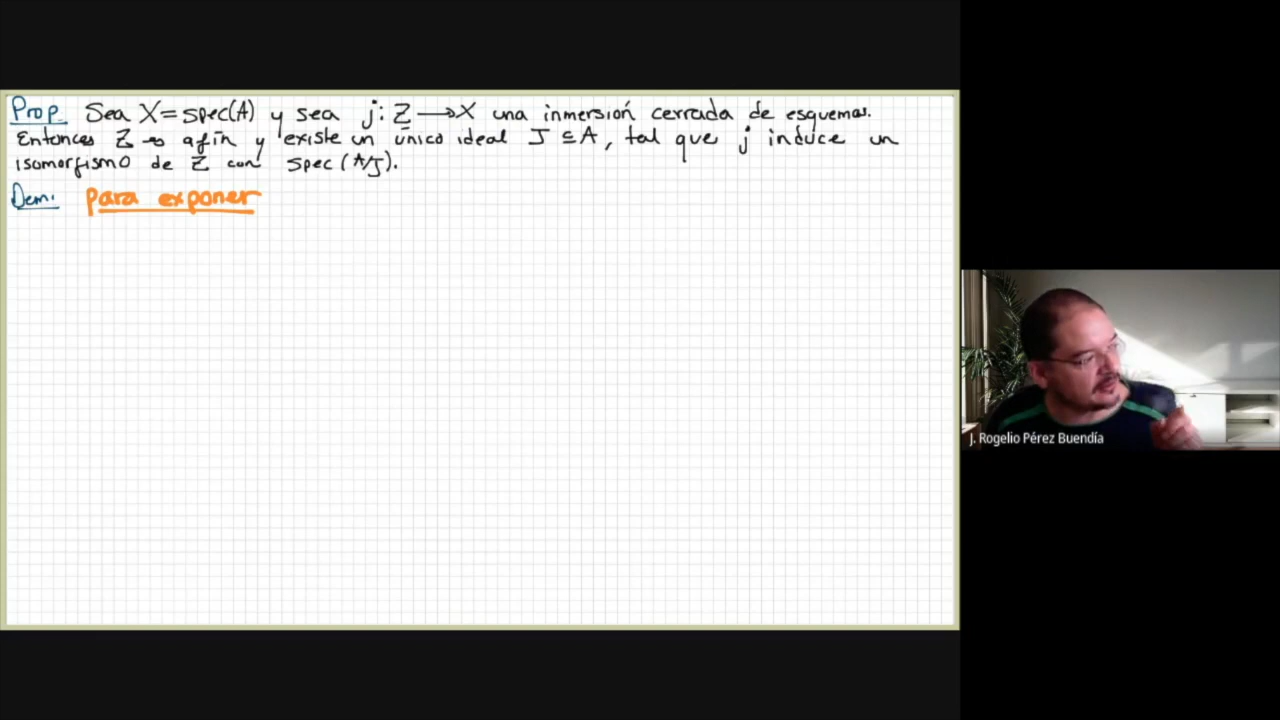 Prop. Sea X = spec(A) y sea j: Z → X una inmersión cerrada de esquemas.
Entonces Z es afín y existe un único ideal J ⊆ A, tal que j induce un
isomorfismo de Z con spec(A/J).
Dem: Para exponer
J. Rogelio Pérez Buendía